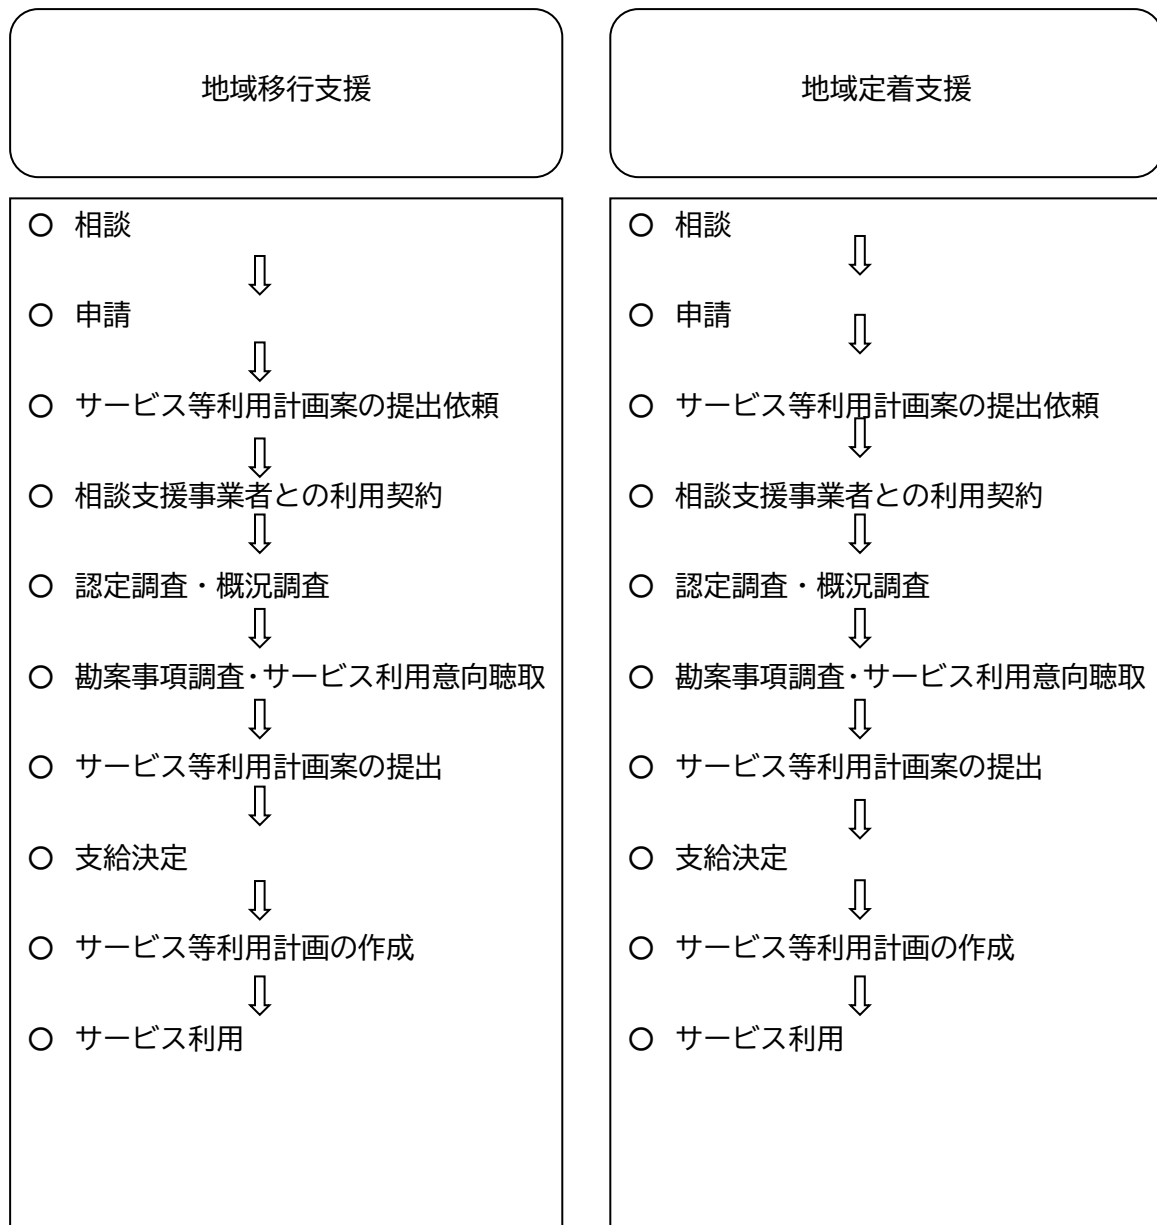 地域移行支援
○ 相談
○ 申請
○ サービス等利用計画案の提出依頼
○ 相談支援事業者との利用契約
○ 認定調査・概況調査
○ 勘案事項調査・サービス利用意向聴取
○ サービス等利用計画案の提出
○ 支給決定
○ サービス等利用計画の作成
○ サービス利用
地域定着支援
○ 相談
○ 申請
○ サービス等利用計画案の提出依頼
○ 相談支援事業者との利用契約
○ 認定調査・概況調査
○ 勘案事項調査・サービス利用意向聴取
○ サービス等利用計画案の提出
○ 支給決定
○ サービス等利用計画の作成
○ サービス利用